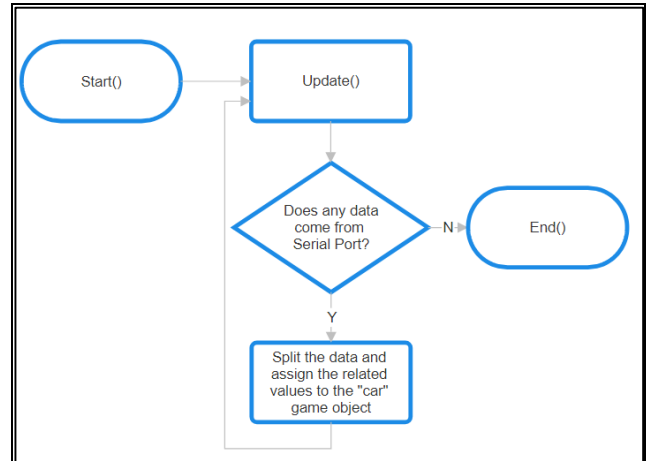 Start()
Update()
Does any data
come from
Serial Port?
N
End()
Y
Split the data and
assign the related
values to the "car"
game object